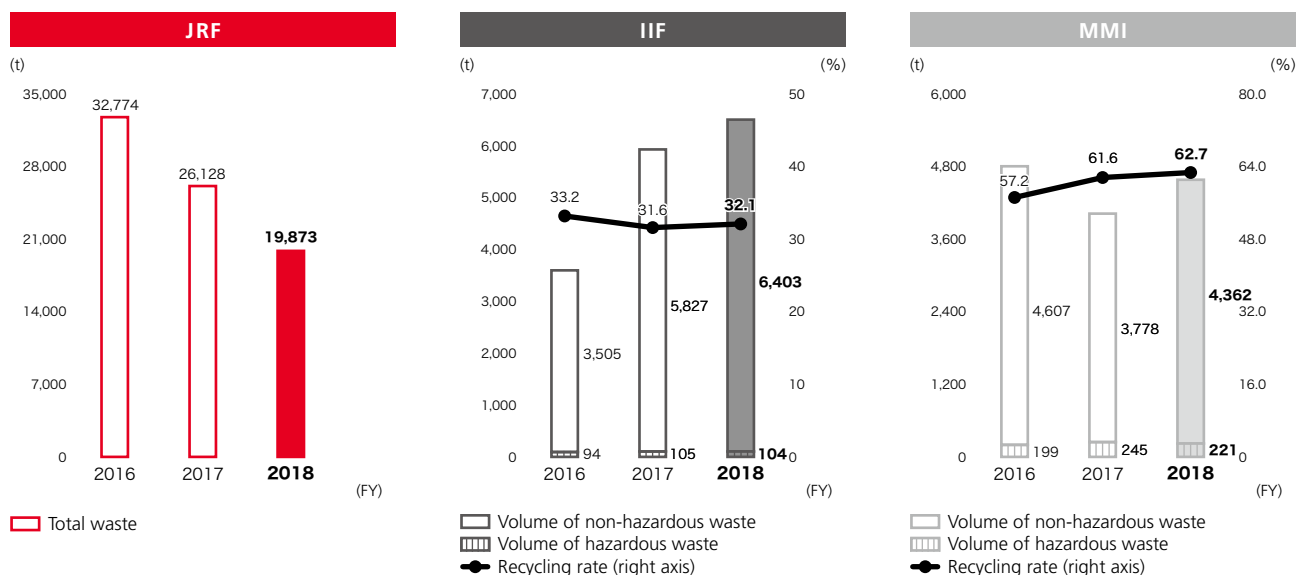 JRF
(t)
35,000
28,000
21,000
14,000
7,000
0
32,774
26,128
19,873
2016 2017 2018
(FY)
Total waste
IIF
(t) (%)
7,000
6,000
5,000
4,000
3,000
2,000
1,000
0
50
40
30
20
10
0
33.2 31.6 32.1
3,505 5,827 6,403
94 105 104
2016 2017 2018
(FY)
Volume of non-hazardous waste
Volume of hazardous waste
Recycling rate (right axis)
MMI
(t) (%)
6,000
4,800
3,600
2,400
1,200
0
80.0
64.0
48.0
32.0
16.0
0
57.2 61.6 62.7
4,607 3,778 4,362
199 245 221
2016 2017 2018
(FY)
Volume of non-hazardous waste
Volume of hazardous waste
Recycling rate (right axis)